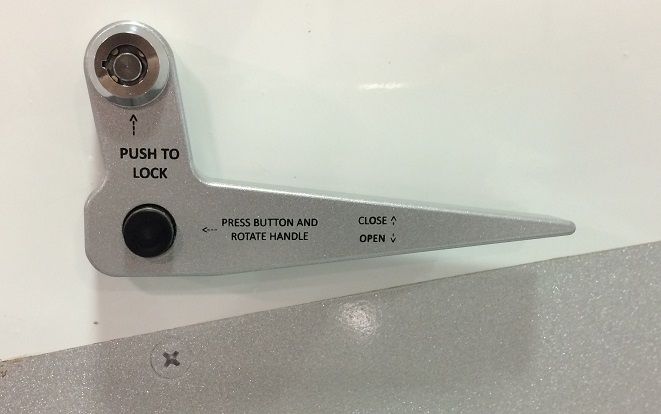 PUSH TO
LOCK
PRESS BUTTON AND
ROTATE HANDLE
CLOSE
OPEN